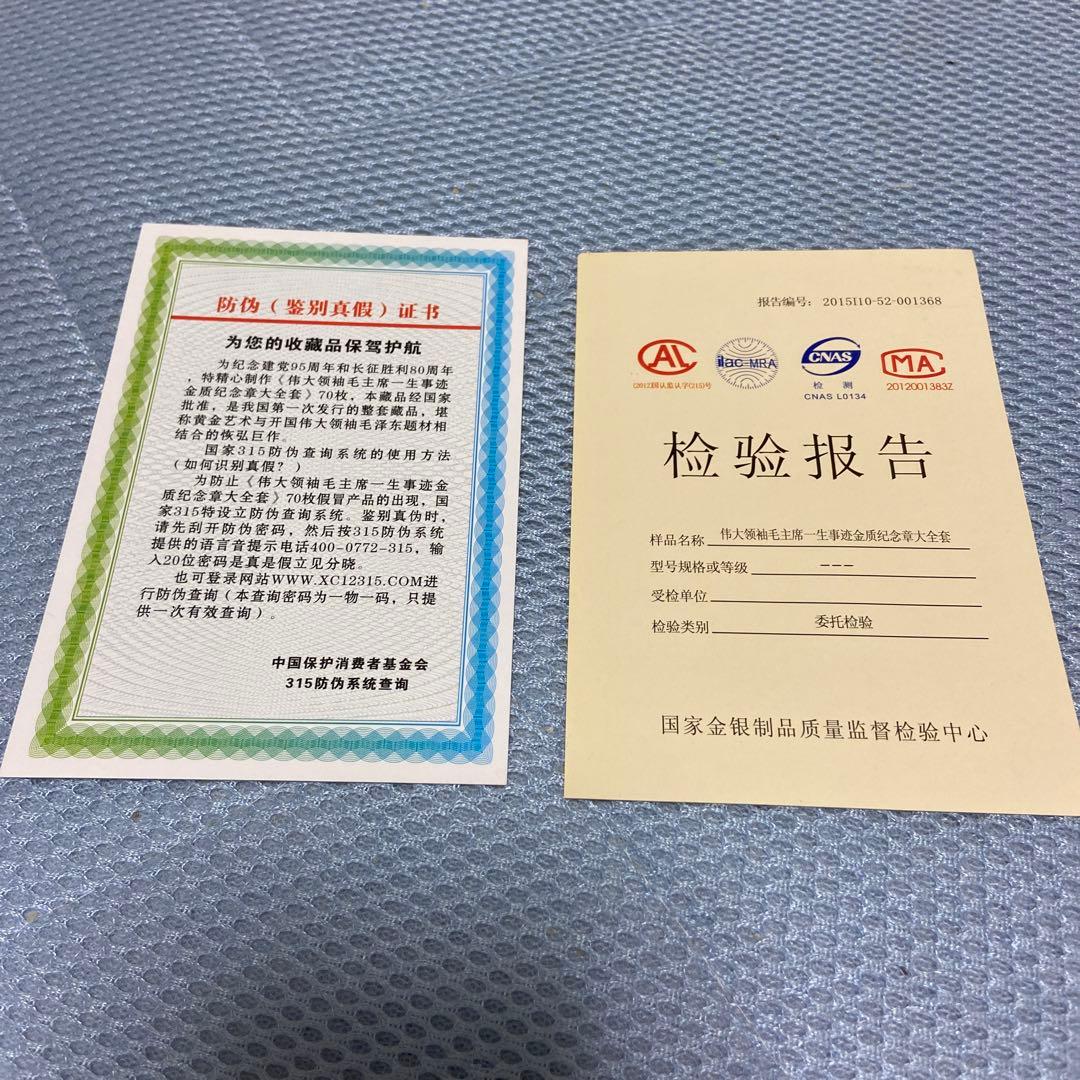 防伪（鉴别真假）证书
为您的收藏品保驾护航
为纪念建党95周年和长征胜利80周年
，特精心制作《伟大领袖毛主席一生事迹
金质纪念章大全套》70枚，本藏品经国家
批准，是我国第一次发行的整套藏品，堪
称黄金艺术与开国伟大领袖毛泽东题材相
结合的恢弘巨作。
国家315防伪查询系统的使用方法
（如何识别真假？）
为防止《伟大领袖毛主席一生事迹金
质纪念章大全套》70枚假冒产品的出现，国
家315特设立防伪查询系统。鉴别真伪时，
请先刮开防伪密码，然后按315防伪系统
提供的语言音提示电话400-0772-315，输
入20位密码是真是假立见分晓。
也可登录网站WWW.XC12315.COM进
行防伪查询（本查询密码为一物一码，只提
供一次有效查询）。
中国保护消费者基金会
315防伪系统查询
报告编号： 2015I10-52-001368
AL
(2012)国认监认字(215)号
ilac-MRA
CNAS
检 测
CNAS L0134
MA
2012001383Z
检验报告
样品名称 伟大领袖毛主席一生事迹金质纪念章大全套
型号规格或等级 ---
受检单位
检验类别 委托检验
国家金银制品质量监督检验中心